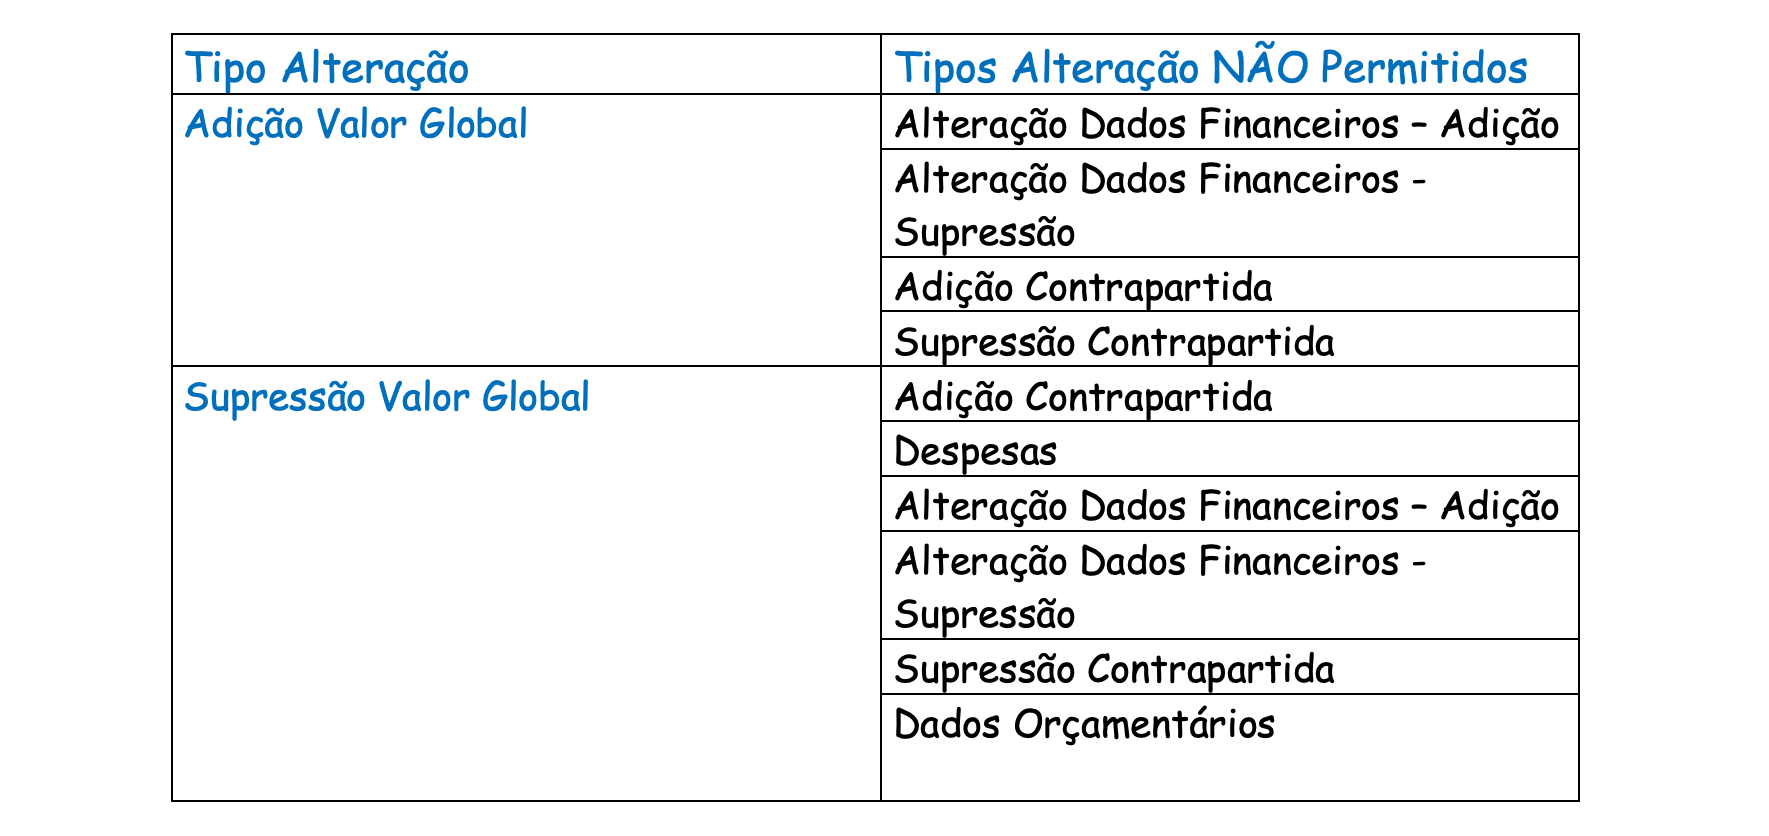 Tipo Alteração
Tipos Alteração NÃO Permitidos
Adição Valor Global
Alteração Dados Financeiros – Adição
Alteração Dados Financeiros -
Supressão
Adição Contrapartida
Supressão Contrapartida
Supressão Valor Global
Adição Contrapartida
Despesas
Alteração Dados Financeiros – Adição
Alteração Dados Financeiros -
Supressão
Supressão Contrapartida
Dados Orçamentários